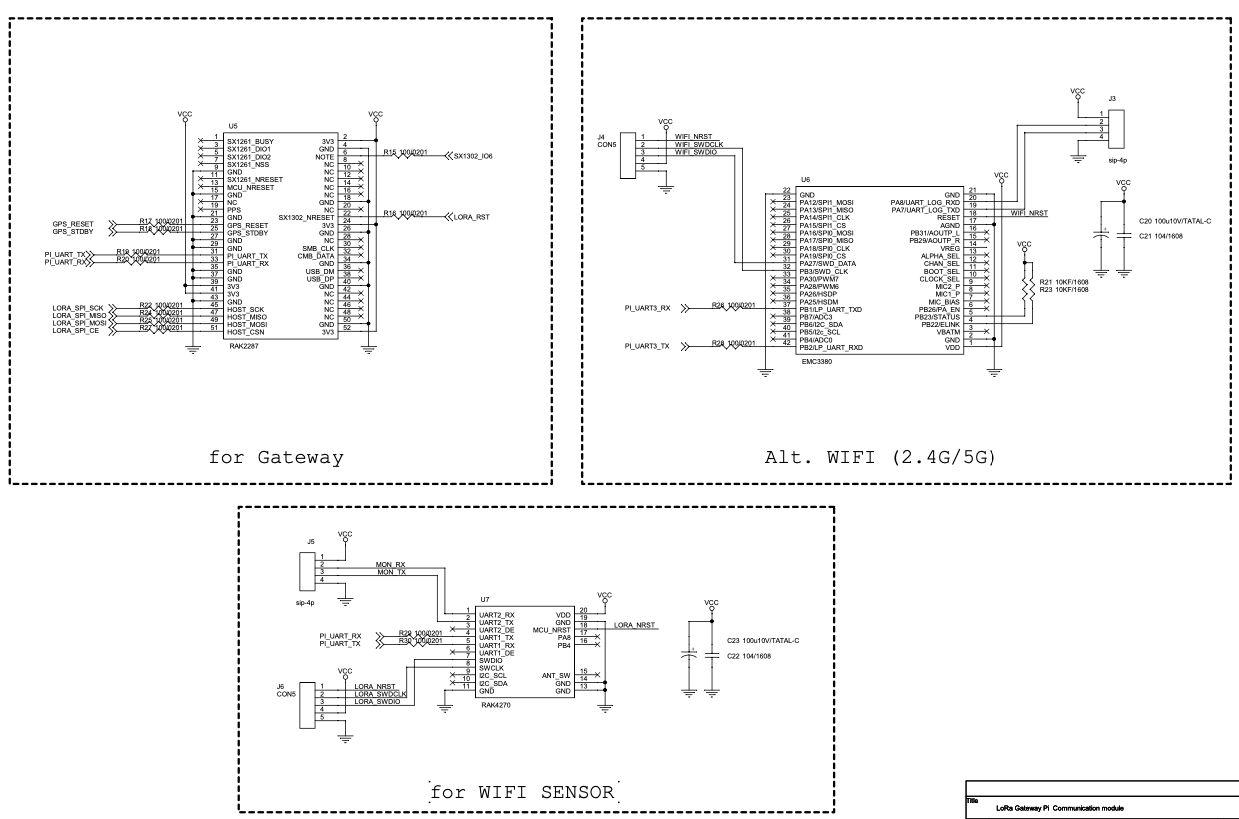 VCC
U5
1 SX1261_BUSY 3V3 2
3 SX1261_DIO1 GND 4
5 SX1261_DIO2 NOTE 6 R15 100/0201 SX1302_IO6
7 SX1261_NSS NC 8
9 GND NC 10
11 SX1261_NRESET NC 12
13 MCU_NRESET NC 14
15 GND NC 16
17 NC GND 18
19 PPS NC 20
21 GND SX1302_NRESET 22 R16 100/0201 LORA_RST
GPS_RESET R17 100/0201 23 GPS_RESET 3V3 24
GPS_STDBY R18 100/0201 25 GPS_STDBY GND 26
27 GND NC 28
29 GND SMB_CLK 30
PI_UART_TX R19 100/0201 31 PI_UART_TX CMB_DATA 32
PI_UART_RX R20 100/0201 33 PI_UART_RX GND 34
35 GND USB_DM 36
37 GND USB_DP 38
39 3V3 GND 40
41 3V3 NC 42
43 GND NC 44
LORA_SPI_SCK R22 100/0201 45 HOST_SCK NC 46
LORA_SPI_MISO R24 100/0201 47 HOST_MISO NC 48
LORA_SPI_MOSI R25 100/0201 49 HOST_MOSI GND 50
LORA_SPI_CE R27 100/0201 51 HOST_CSN 3V3 52
RAK2287
for Gateway
VCC
J3
1
2
3
4
sip-4p
J4
CON5
VCC
1 WIFI_NRST
2 WIFI_SWDCLK
3 WIFI_SWDIO
4
5
U6
VCC
22 GND GND 21
23 PA12/SPI1_MOSI PA8/UART_LOG_RXD 20
24 PA13/SPI1_MISO PA7/UART_LOG_TXD 19
25 PA14/SPI1_CLK RESET 18 WIFI_NRST
26 PA15/SPI1_CS AGND 17
27 PA16/SPI0_MOSI PB31/AOUTP_L 16
28 PA17/SPI0_MISO PB29/AOUTP_R 15
29 PA18/SPI0_CLK VREG 14
30 PA19/SPI0_CS ALPHA_SEL 13
31 PA27/SWD_DATA CHAN_SEL 12
32 PB3/SWD_CLK BOOT_SEL 11
33 PA30/PWM7 CLOCK_SEL 10
34 PA28/PWM6 MIC2_P 9
35 PA26/HSDP MIC1_P 8
36 PA25/HSDM MIC_BIAS 7
PI_UART3_RX R26 100/0201 37 PB1/LP_UART_TXD PB26/PA_EN 6
38 PB7/ADC3 PB23/STATUS 5
39 PB6/I2C_SDA PB22/ELINK 4
40 PB5/I2c_SCL VBATM 3
41 PB4/ADC0 GND 2
PI_UART3_TX R28 100/0201 42 PB2/LP_UART_RXD VDD 1
EMC3380
VCC
R21 10KF/1608
R23 10KF/1608
VCC
C20 100u10V/TATAL-C
C21 104/1608
Alt. WIFI (2.4G/5G)
J5
VCC
1
2 MON_RX
3 MON_TX
4
sip-4p
U7
VCC
1 UART2_RX VDD 20
2 UART2_TX GND 19
3 UART2_DE MCU_NRST 18 LORA_NRST
PI_UART_RX R29 100/0201 4 UART1_TX PA8 17
PI_UART_TX R30 100/0201 5 UART1_RX PB4 16
6 UART1_DE
7 SWDIO
8 SWCLK
9 I2C_SCL ANT_SW 15
10 I2C_SDA GND 14
11 GND GND 13
RAK4270
J6
CON5
VCC
1 LORA_NRST
2 LORA_SWDCLK
3 LORA_SWDIO
4
5
VCC
C23 100u10V/TATAL-C
C22 104/1608
for WIFI SENSOR
Title
LoRa Gateway PI Communication module